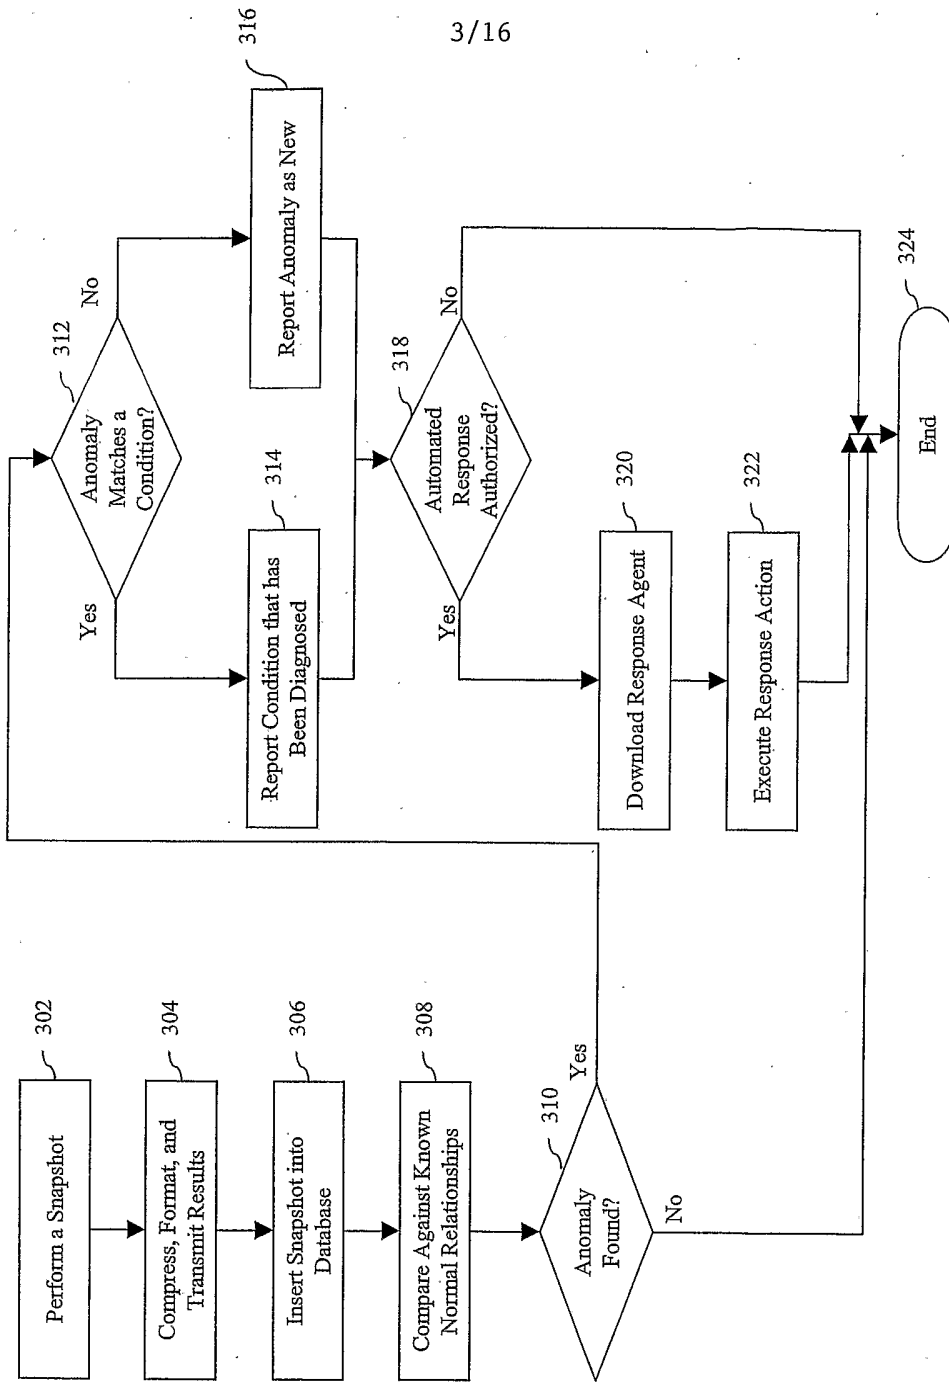 3/16
302
Perform a Snapshot
304
Compress, Format, and
Transmit Results
306
Insert Snapshot into
Database
308
Compare Against Known
Normal Relationships
310
Anomaly
Found?
Yes
No
312
Anomaly
Matches a
Condition?
Yes
No
314
Report Condition that has
Been Diagnosed
316
Report Anomaly as New
318
Automated
Response
Authorized?
Yes
No
320
Download Response Agent
322
Execute Response Action
324
End